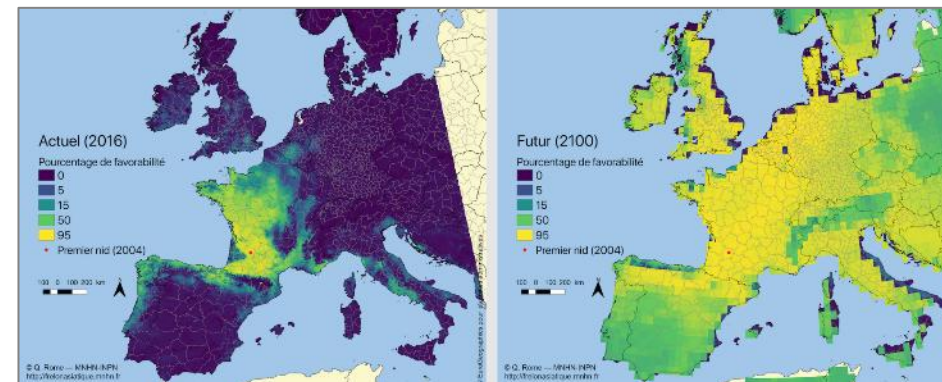 Actuel (2016)
Pourcentage de favorabilité
0
5
15
50
95
Premier nid (2004)
100 0 100 200 km
© Q. Rome — MNHN-INPN
http://frelonasiatique.mnhn.fr
Futur (2100)
Pourcentage de favorabilité
0
5
15
50
95
Premier nid (2004)
100 0 100 200 km
© Q. Rome — MNHN-INPN
http://frelonasiatique.mnhn.fr